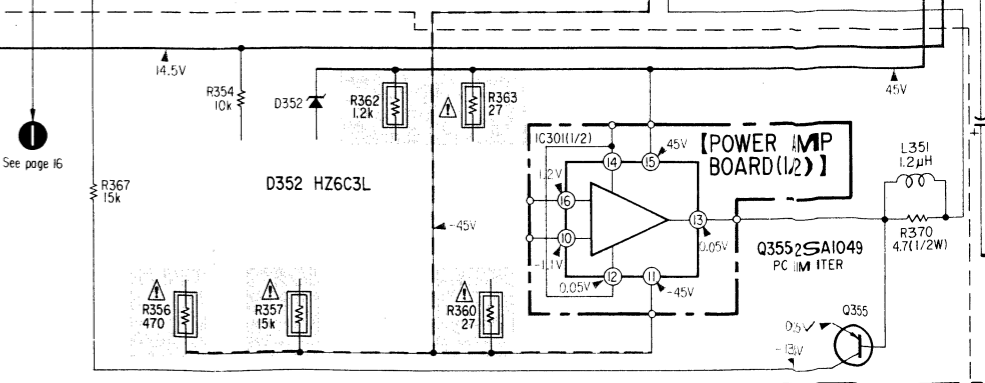 14.5V
R354
10k
D352
R362
1.2k
R363
27
45V
See page 16
R367
15k
D352 HZ6C3L
-45V
IC301(1/2)
45V
【POWER AMP
BOARD(1/2)】
14
15
1.2V
16
10
-1.1V
13
0.05V
12
11
0.05V
-45V
L351
1.2μH
R370
4.7(1/2W)
Q355 2SA1049
R356
470
R357
15k
R360
27
Q355